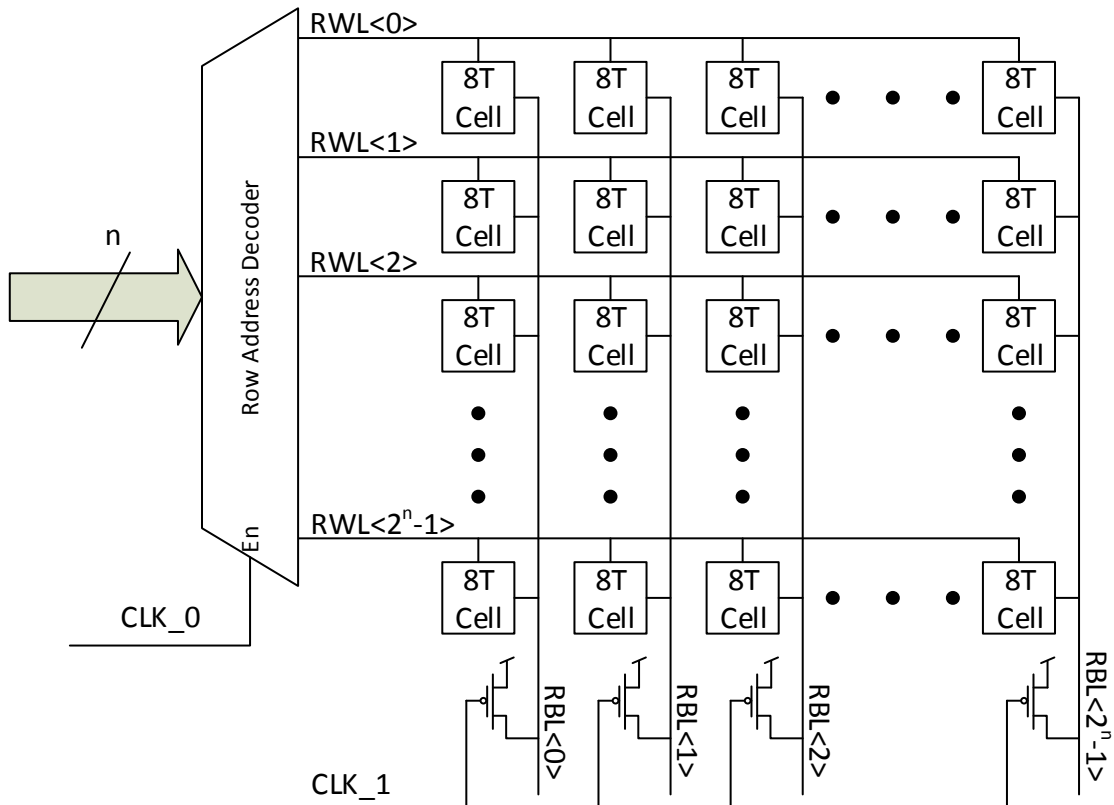 RWL<0>
8T
Cell
8T
Cell
8T
Cell
8T
Cell
RWL<1>
8T
Cell
8T
Cell
8T
Cell
8T
Cell
n
Row Address Decoder
RWL<2>
8T
Cell
8T
Cell
8T
Cell
8T
Cell
RWL<2ⁿ-1>
En
8T
Cell
8T
Cell
8T
Cell
8T
Cell
CLK_0
RBL<0>
RBL<1>
RBL<2>
RBL<2ⁿ-1>
CLK_1